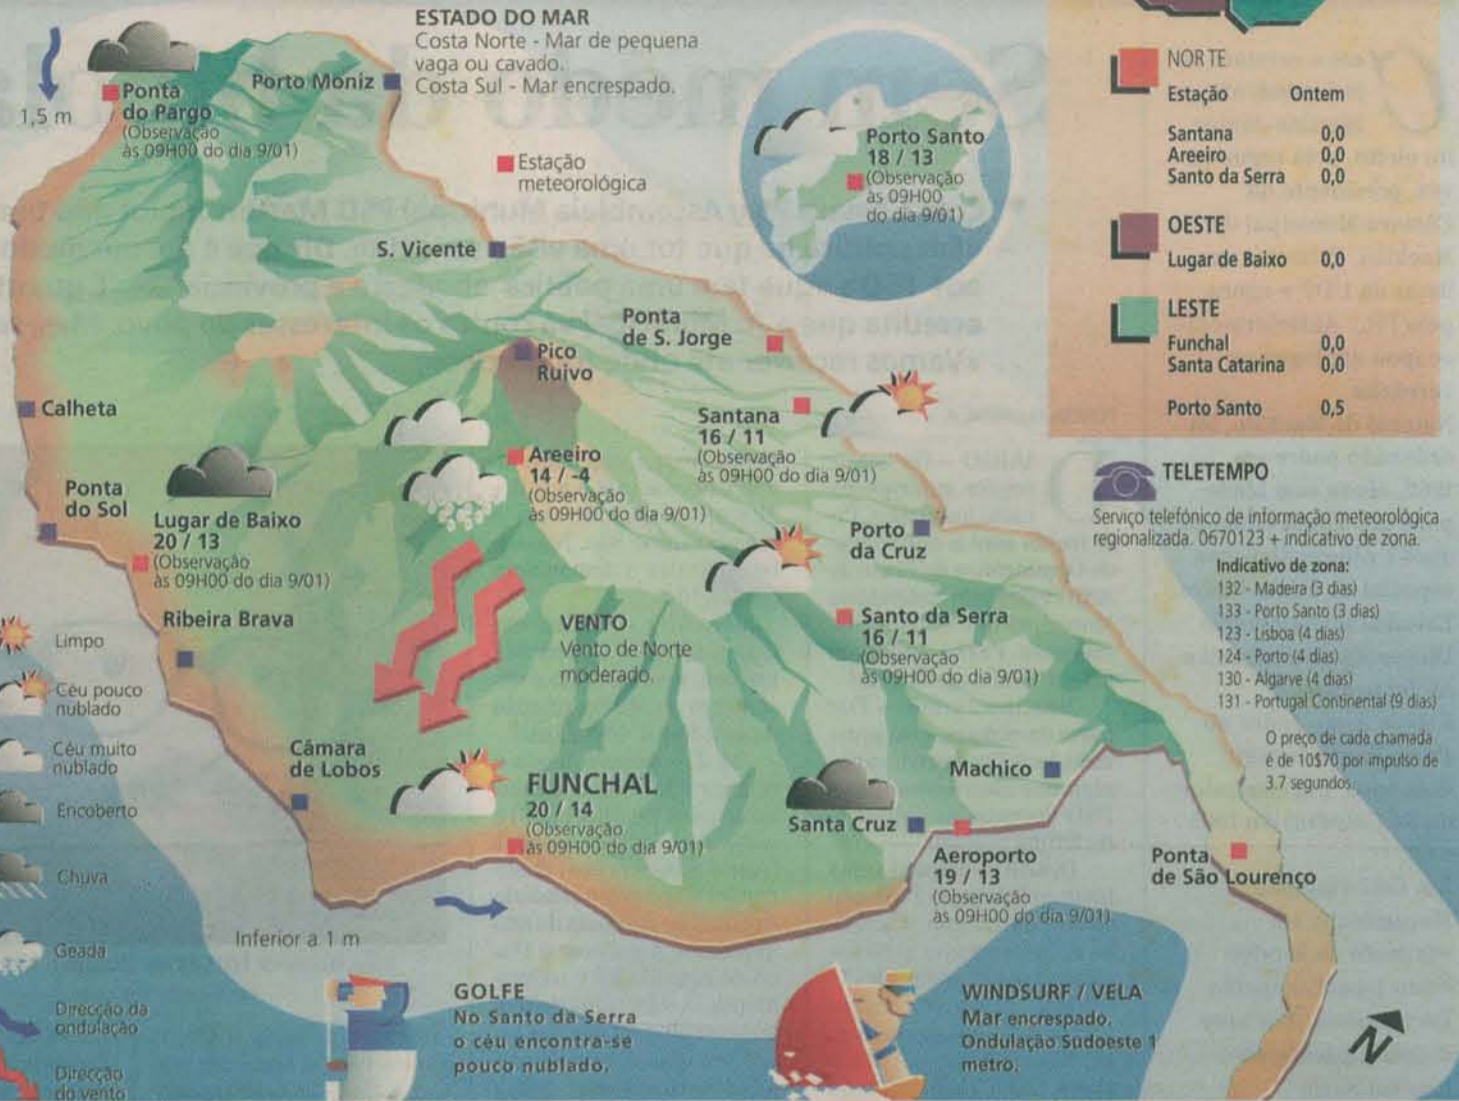 ESTADO DO MAR
Costa Norte - Mar de pequena
vaga ou cavado.
Costa Sul - Mar encrespado.
1,5 m
Ponta
do Pargo
(Observação
às 09H00 do dia 9/01)
Porto Moniz
Estação
meteorológica
Porto Santo
18 / 13
(Observação
às 09H00
do dia 9/01)
S. Vicente
Ponta
de S. Jorge
Pico
Ruivo
Calheta
Santana
16 / 11
(Observação
às 09H00 do dia 9/01)
Areeiro
14 / -4
(Observação
às 09H00 do dia 9/01)
Ponta
do Sol
Lugar de Baixo
20 / 13
(Observação
às 09H00 do dia 9/01)
Porto
da Cruz
Ribeira Brava
VENTO
Vento de Norte
moderado.
Santo da Serra
16 / 11
(Observação
às 09H00 do dia 9/01)
Câmara
de Lobos
FUNCHAL
20 / 14
(Observação
às 09H00 do dia 9/01)
Machico
Santa Cruz
Aeroporto
19 / 13
(Observação
às 09H00 do dia 9/01)
Ponta
de São Lourenço
Inferior a 1 m
Limpo
Céu pouco
nublado
Céu muito
nublado
Encoberto
Chuva
Geada
Direcção da
ondulação
Direcção
do vento
GOLFE
No Santo da Serra
o céu encontra-se
pouco nublado.
WINDSURF / VELA
Mar encrespado.
Ondulação Sudoeste 1
metro.
N
NORTE
Estação Ontem
Santana 0,0
Areeiro 0,0
Santo da Serra 0,0
OESTE
Lugar de Baixo 0,0
LESTE
Funchal 0,0
Santa Catarina 0,0
Porto Santo 0,5
TELETEMPO
Serviço telefónico de informação meteorológica
regionalizada. 0670123 + indicativo de zona.
Indicativo de zona:
132 - Madeira (3 dias)
133 - Porto Santo (3 dias)
123 - Lisboa (4 dias)
124 - Porto (4 dias)
130 - Algarve (4 dias)
131 - Portugal Continental (9 dias)
O preço de cada chamada
é de 10$70 por impulso de
3.7 segundos.